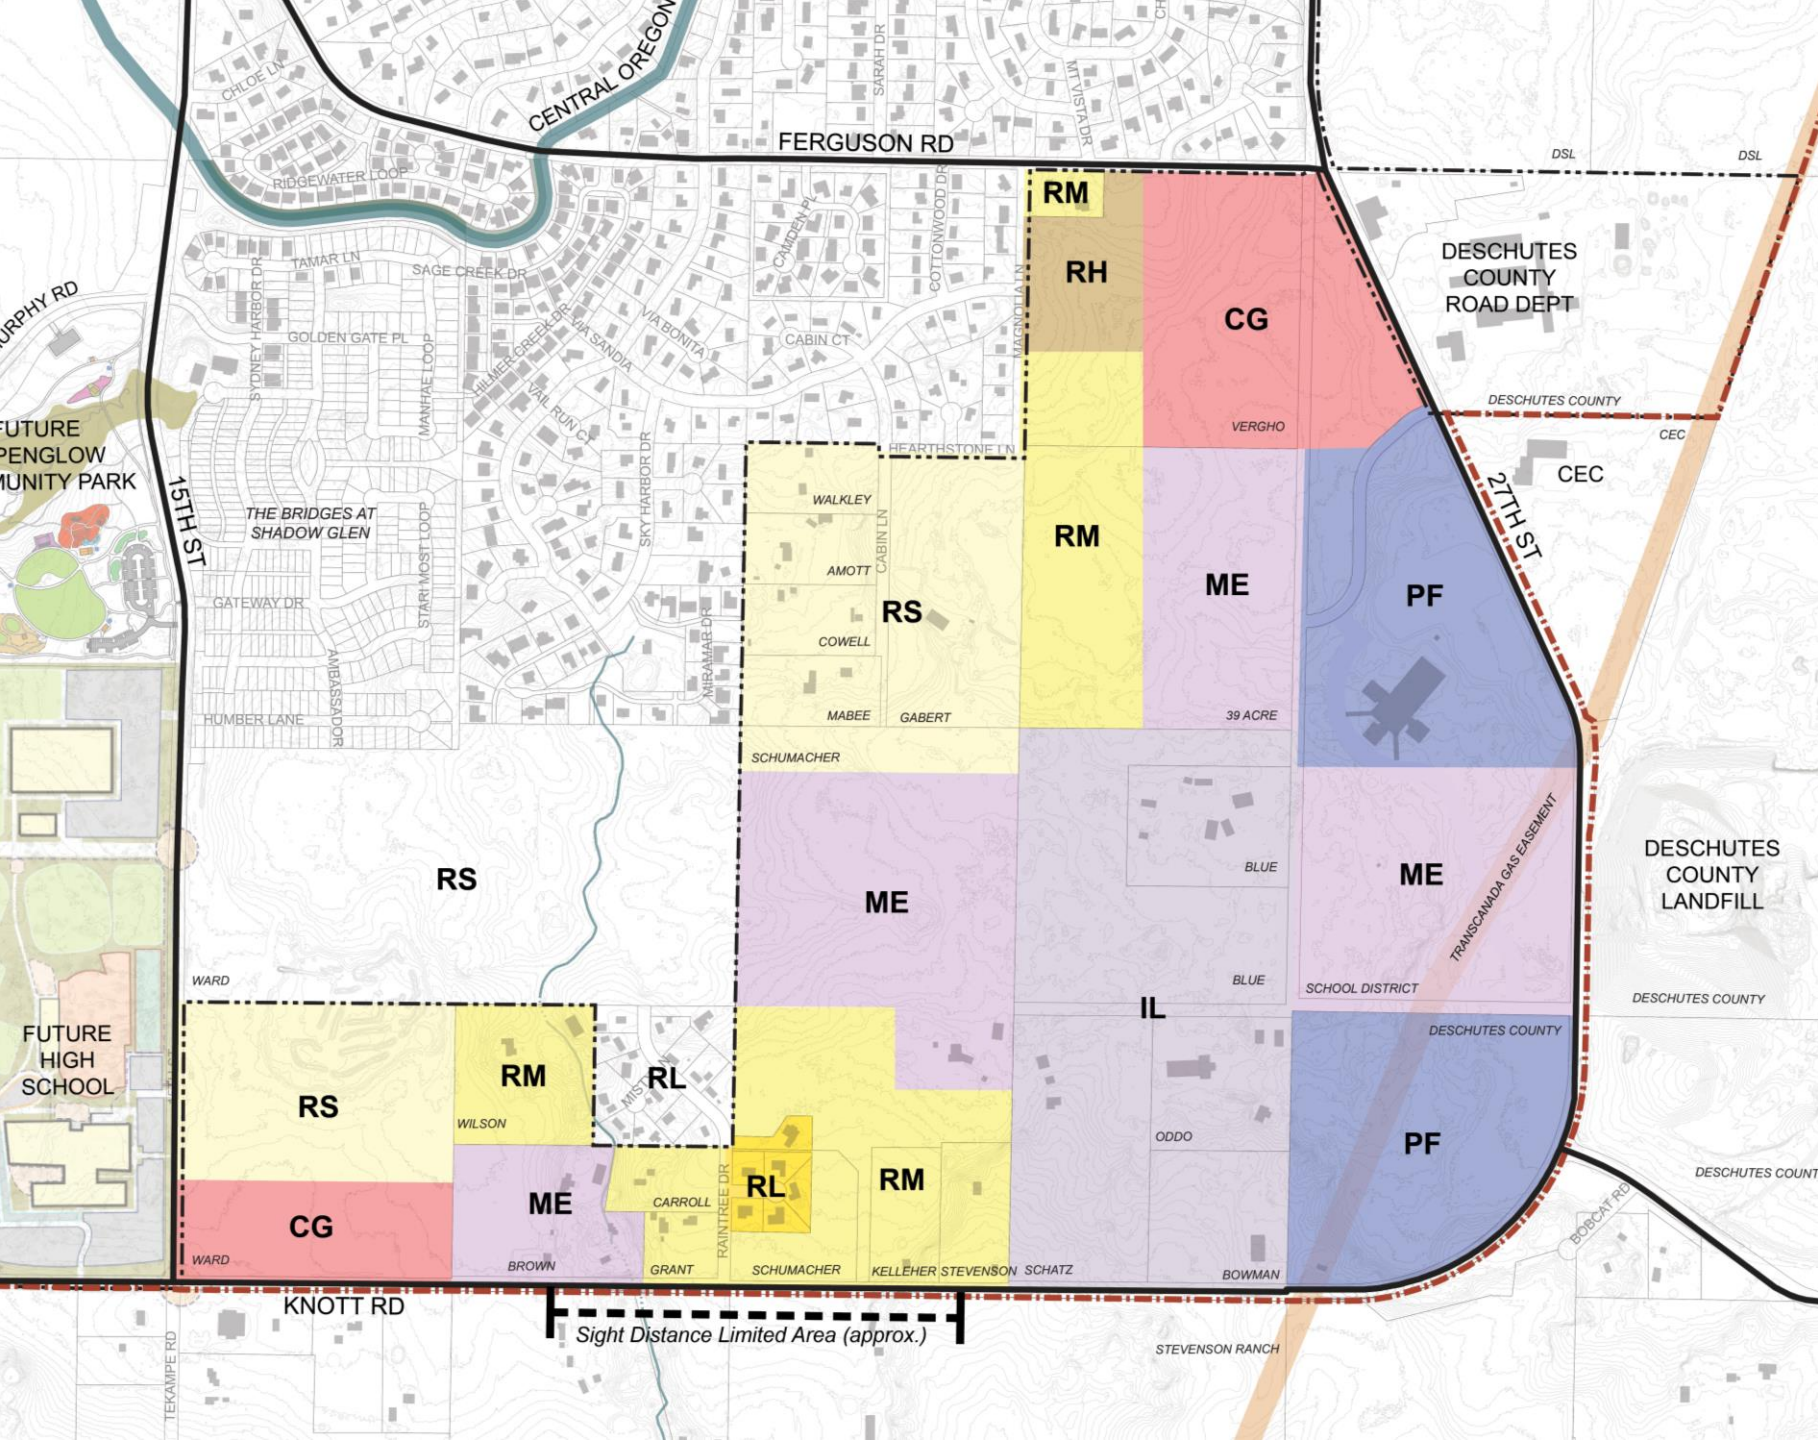 CHLOE LN
CENTRAL OREGON
SARAH DR
CH
MT VISTA DR
FERGUSON RD
DSL
DSL
RIDGEWATER LOOP
COTTONWOOD DR
CAMDEN PL
RM
RH
CG
DESCHUTES
COUNTY
ROAD DEPT
TAMAR LN
SAGE CREEK DR
SYDNEY HARBOR DR
MAGNOLIA LN
URPHY RD
GOLDEN GATE PL
HILMER CREEK DR
VIA SANDIA
VIA BONITA
CABIN CT
MANHAE LOOP
VAIL RUN CT
DESCHUTES COUNTY
VERGHO
CEC
FUTURE
PENGLOW
MUNITY PARK
HEARTHSTONE LN
CEC
15TH ST
THE BRIDGES AT
SHADOW GLEN
SKY HARBOR DR
WALKLEY
CABIN LN
27TH ST
STARI MOST LOOP
RM
AMOTT
ME
PF
GATEWAY DR
RS
COWELL
MIRAMAR DR
AMBASSADOR
HUMBER LANE
MABEE
GABERT
39 ACRE
SCHUMACHER
TRANSCANADA GAS EASEMENT
RS
ME
BLUE
ME
DESCHUTES
COUNTY
LANDFILL
WARD
BLUE
SCHOOL DISTRICT
DESCHUTES COUNTY
IL
FUTURE
HIGH
SCHOOL
DESCHUTES COUNTY
RS
RM
RL
WILSON
ODDO
PF
DESCHUTES COUNT
RAINTREE DR
RL
RM
CARROLL
ME
CG
BOBCAT RD
WARD
BROWN
GRANT
SCHUMACHER
KELLEHER
STEVENSON
SCHATZ
BOWMAN
KNOTT RD
Sight Distance Limited Area (approx.)
TEKAMPE RD
STEVENSON RANCH